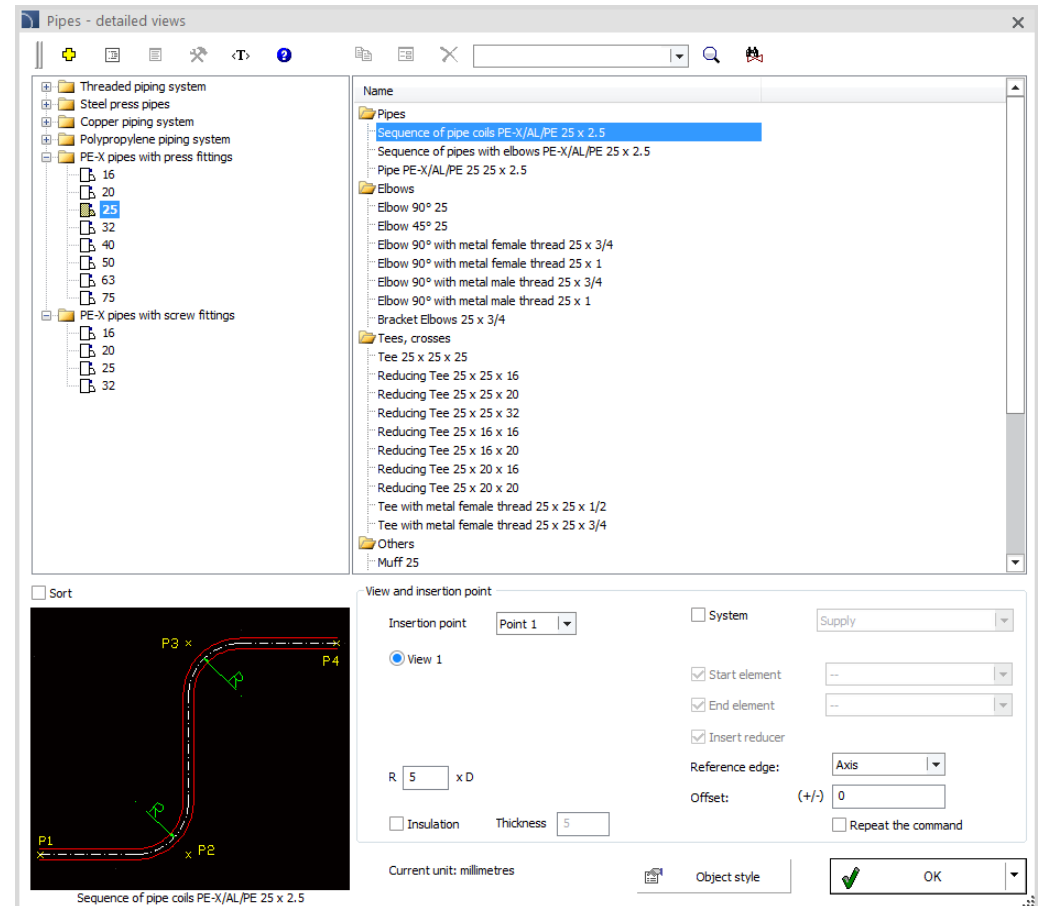 Pipes - detailed views
‹T›
Threaded piping system
Steel press pipes
Copper piping system
Polypropylene piping system
PE-X pipes with press fittings
16
20
25
32
40
50
63
75
PE-X pipes with screw fittings
16
20
25
32
Name
Pipes
Sequence of pipe coils PE-X/AL/PE 25 x 2.5
Sequence of pipes with elbows PE-X/AL/PE 25 x 2.5
Pipe PE-X/AL/PE 25 25 x 2.5
Elbows
Elbow 90° 25
Elbow 45° 25
Elbow 90° with metal female thread 25 x 3/4
Elbow 90° with metal female thread 25 x 1
Elbow 90° with metal male thread 25 x 3/4
Elbow 90° with metal male thread 25 x 1
Bracket Elbows 25 x 3/4
Tees, crosses
Tee 25 x 25 x 25
Reducing Tee 25 x 25 x 16
Reducing Tee 25 x 25 x 20
Reducing Tee 25 x 25 x 32
Reducing Tee 25 x 16 x 16
Reducing Tee 25 x 16 x 20
Reducing Tee 25 x 20 x 16
Reducing Tee 25 x 20 x 20
Tee with metal female thread 25 x 25 x 1/2
Tee with metal female thread 25 x 25 x 3/4
Others
Muff 25
Sort
P3
P4
R
R
P1
P2
Sequence of pipe coils PE-X/AL/PE 25 x 2.5
View and insertion point
Insertion point Point 1
View 1
R 5 x D
Insulation Thickness 5
System Supply
Start element --
End element --
Insert reducer
Reference edge: Axis
Offset: (+/-) 0
Repeat the command
Current unit: millimetres
Object style
OK